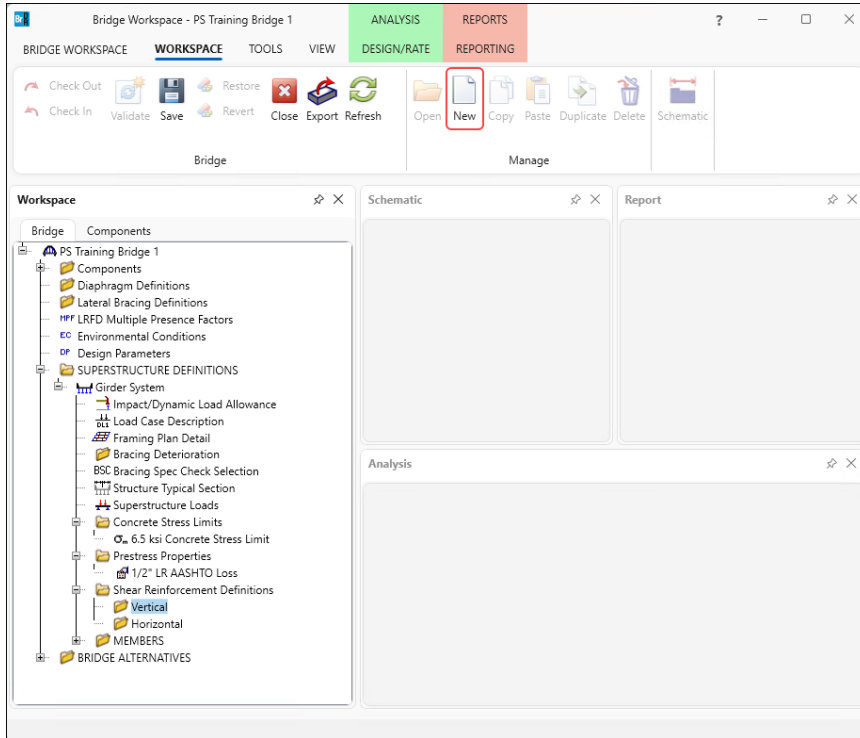 Br
Bridge Workspace - PS Training Bridge 1
ANALYSIS
REPORTS
?
BRIDGE WORKSPACE
WORKSPACE
TOOLS
VIEW
DESIGN/RATE
REPORTING
Check Out
Check In
Validate
Save
Restore
Revert
Close
Export
Refresh
Bridge
Open
New
Copy
Paste
Duplicate
Delete
Schematic
Manage
Workspace
Bridge
Components
PS Training Bridge 1
Components
Diaphragm Definitions
Lateral Bracing Definitions
MPF LRFD Multiple Presence Factors
EC Environmental Conditions
DP Design Parameters
SUPERSTRUCTURE DEFINITIONS
Girder System
Impact/Dynamic Load Allowance
DL1 Load Case Description
Framing Plan Detail
Bracing Deterioration
BSC Bracing Spec Check Selection
Structure Typical Section
Superstructure Loads
Concrete Stress Limits
σm 6.5 ksi Concrete Stress Limit
Prestress Properties
1/2" LR AASHTO Loss
Shear Reinforcement Definitions
Vertical
Horizontal
MEMBERS
BRIDGE ALTERNATIVES
Schematic
Report
Analysis